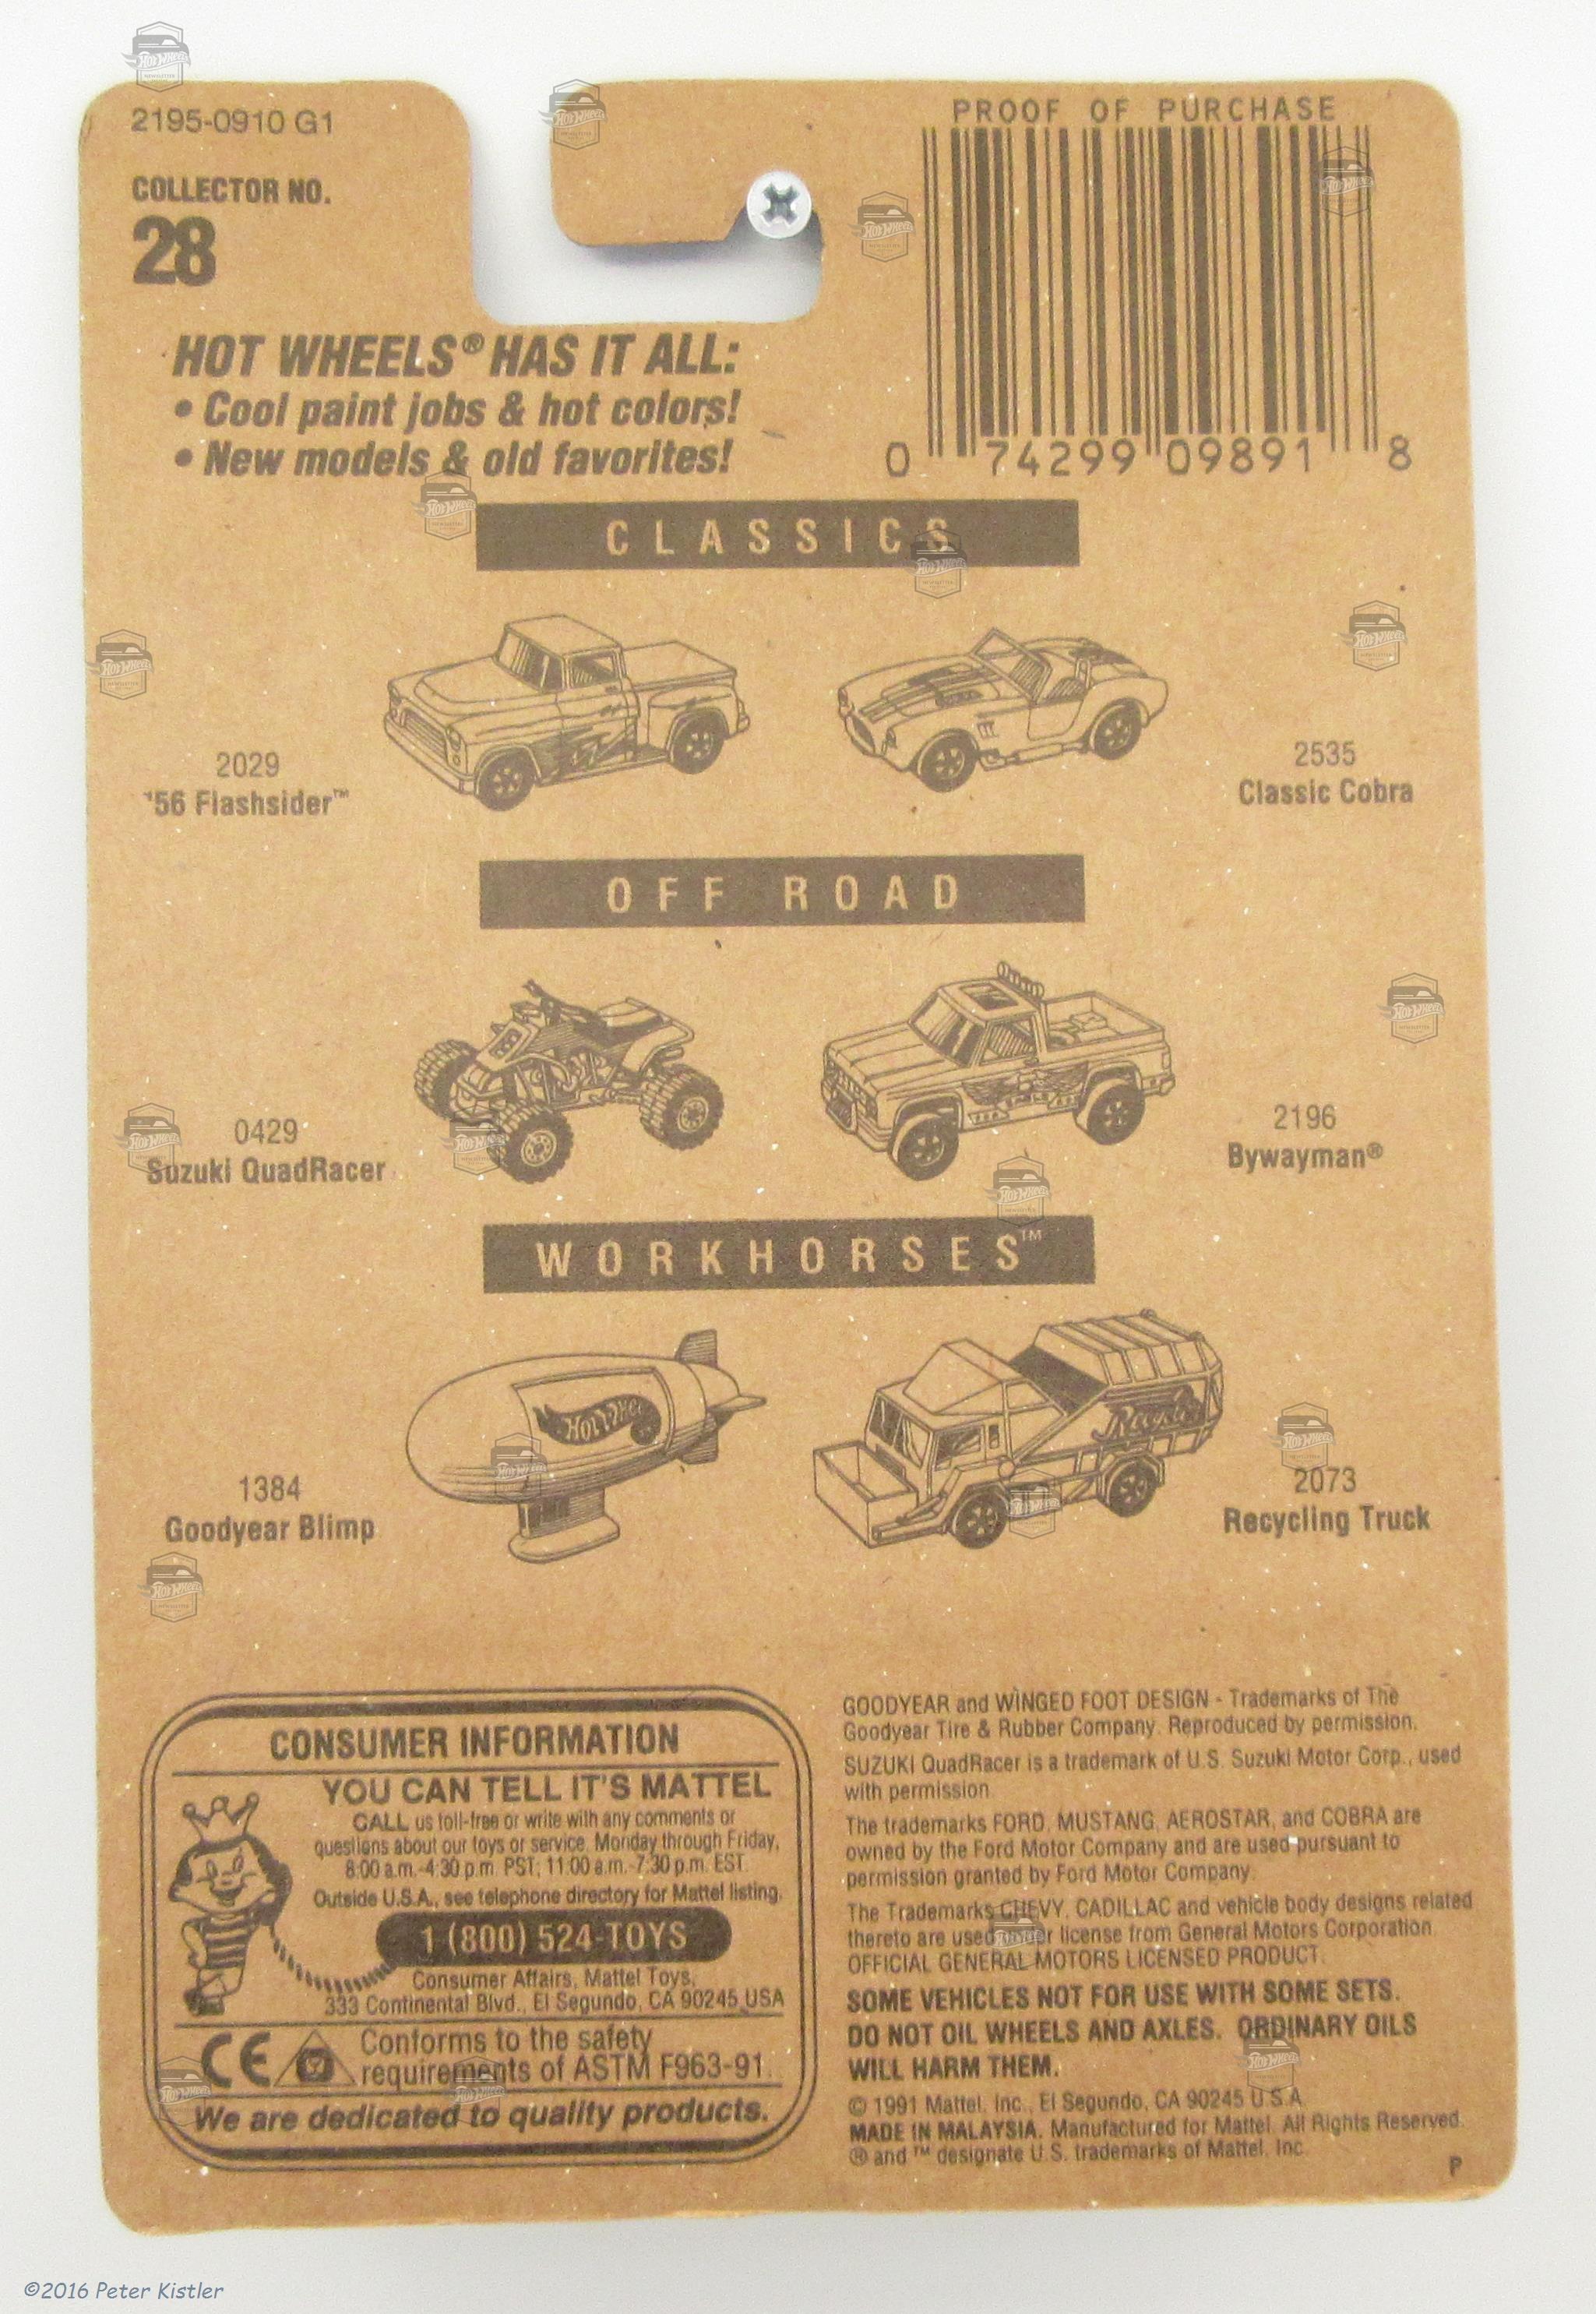 2195-0910 G1
COLLECTOR NO.
28
PROOF OF PURCHASE
0 74299 09891 8
HOT WHEELS® HAS IT ALL:
• Cool paint jobs & hot colors!
• New models & old favorites!
CLASSICS
2029
'56 Flashsider™
2535
Classic Cobra
OFF ROAD
0429
Suzuki QuadRacer
2196
Bywayman®
WORKHORSES™
Hot Wheels
1384
Goodyear Blimp
2073
Recycling Truck
CONSUMER INFORMATION
YOU CAN TELL IT'S MATTEL
CALL us toll-free or write with any comments or
questions about our toys or service. Monday through Friday,
8:00 a.m.-4:30 p.m. PST; 11:00 a.m.-7:30 p.m. EST.
Outside U.S.A., see telephone directory for Mattel listing.
1 (800) 524-TOYS
Consumer Affairs, Mattel Toys,
333 Continental Blvd., El Segundo, CA 90245 USA
CE
Conforms to the safety
requirements of ASTM F963-91.
We are dedicated to quality products.
GOODYEAR and WINGED FOOT DESIGN - Trademarks of The
Goodyear Tire & Rubber Company. Reproduced by permission.
SUZUKI QuadRacer is a trademark of U.S. Suzuki Motor Corp., used
with permission.
The trademarks FORD, MUSTANG, AEROSTAR, and COBRA are
owned by the Ford Motor Company and are used pursuant to
permission granted by Ford Motor Company.
The Trademarks CHEVY, CADILLAC and vehicle body designs related
thereto are used under license from General Motors Corporation.
OFFICIAL GENERAL MOTORS LICENSED PRODUCT.
SOME VEHICLES NOT FOR USE WITH SOME SETS.
DO NOT OIL WHEELS AND AXLES. ORDINARY OILS
WILL HARM THEM.
© 1991 Mattel, Inc., El Segundo, CA 90245 U.S.A.
MADE IN MALAYSIA. Manufactured for Mattel. All Rights Reserved.
® and ™ designate U.S. trademarks of Mattel, Inc.
P
©2016 Peter Kistler